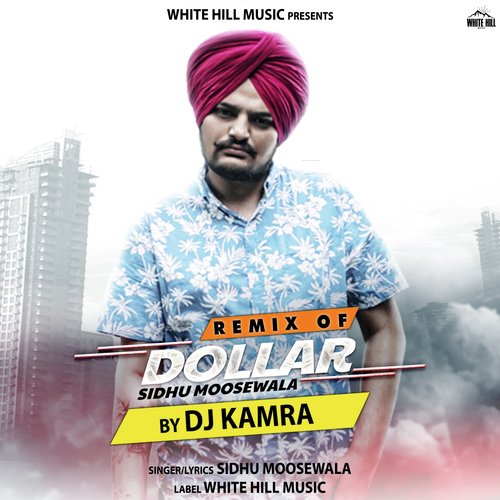 WHITE HILL MUSIC PRESENTS
WHITE HILL
MUSIC
REMIX OF
DOLLAR
SIDHU MOOSEWALA
BY DJ KAMRA
SINGER/LYRICS SIDHU MOOSEWALA
LABEL WHITE HILL MUSIC